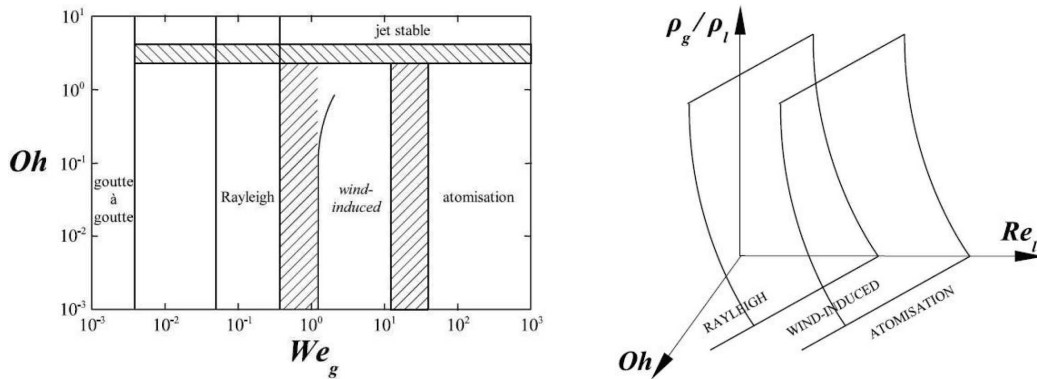 10¹
10⁰
10⁻¹
10⁻²
10⁻³
Oh
jet stable
goutte
à
goutte
Rayleigh
wind-
induced
atomisation
10⁻³ 10⁻² 10⁻¹ 10⁰ 10¹ 10² 10³
We_g
ρ_g/ρ_l
Re_l
RAYLEIGH
WIND-INDUCED
ATOMISATION
Oh